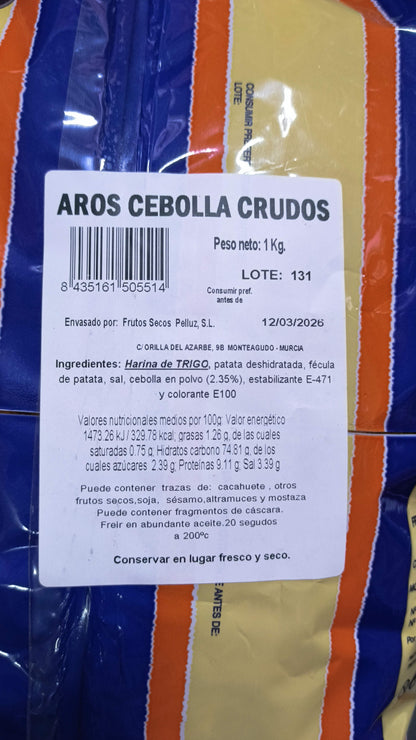 CONSUMIR PREFER
LOTE:
AROS CEBOLLA CRUDOS
Peso neto: 1 Kg.
LOTE: 131
8 435161 505514
Consumir pref.
antes de
Envasado por: Frutos Secos Pelluz, S.L.
12/03/2026
C/ ORILLA DEL AZARBE, 9B MONTEAGUDO - MURCIA
Ingredientes: Harina de TRIGO, patata deshidratada, fécula
de patata, sal, cebolla en polvo (2.35%), estabilizante E-471
y colorante E100
Valores nutricionales medios por 100g: Valor energético
1473.26 kJ / 329.78 kcal; grasas 1.26 g, de las cuales
saturadas 0.75 g; Hidratos carbono 74.81 g, de los
cuales azúcares 2.39 g; Proteínas 9.11 g; Sal 3.39 g
Puede contener trazas de: cacahuete , otros
frutos secos,soja, sésamo,altramuces y mostaza
Puede contener fragmentos de cáscara.
Freir en abundante aceite.20 segudos
a 200ºc
Conservar en lugar fresco y seco.
E ANTES DE: